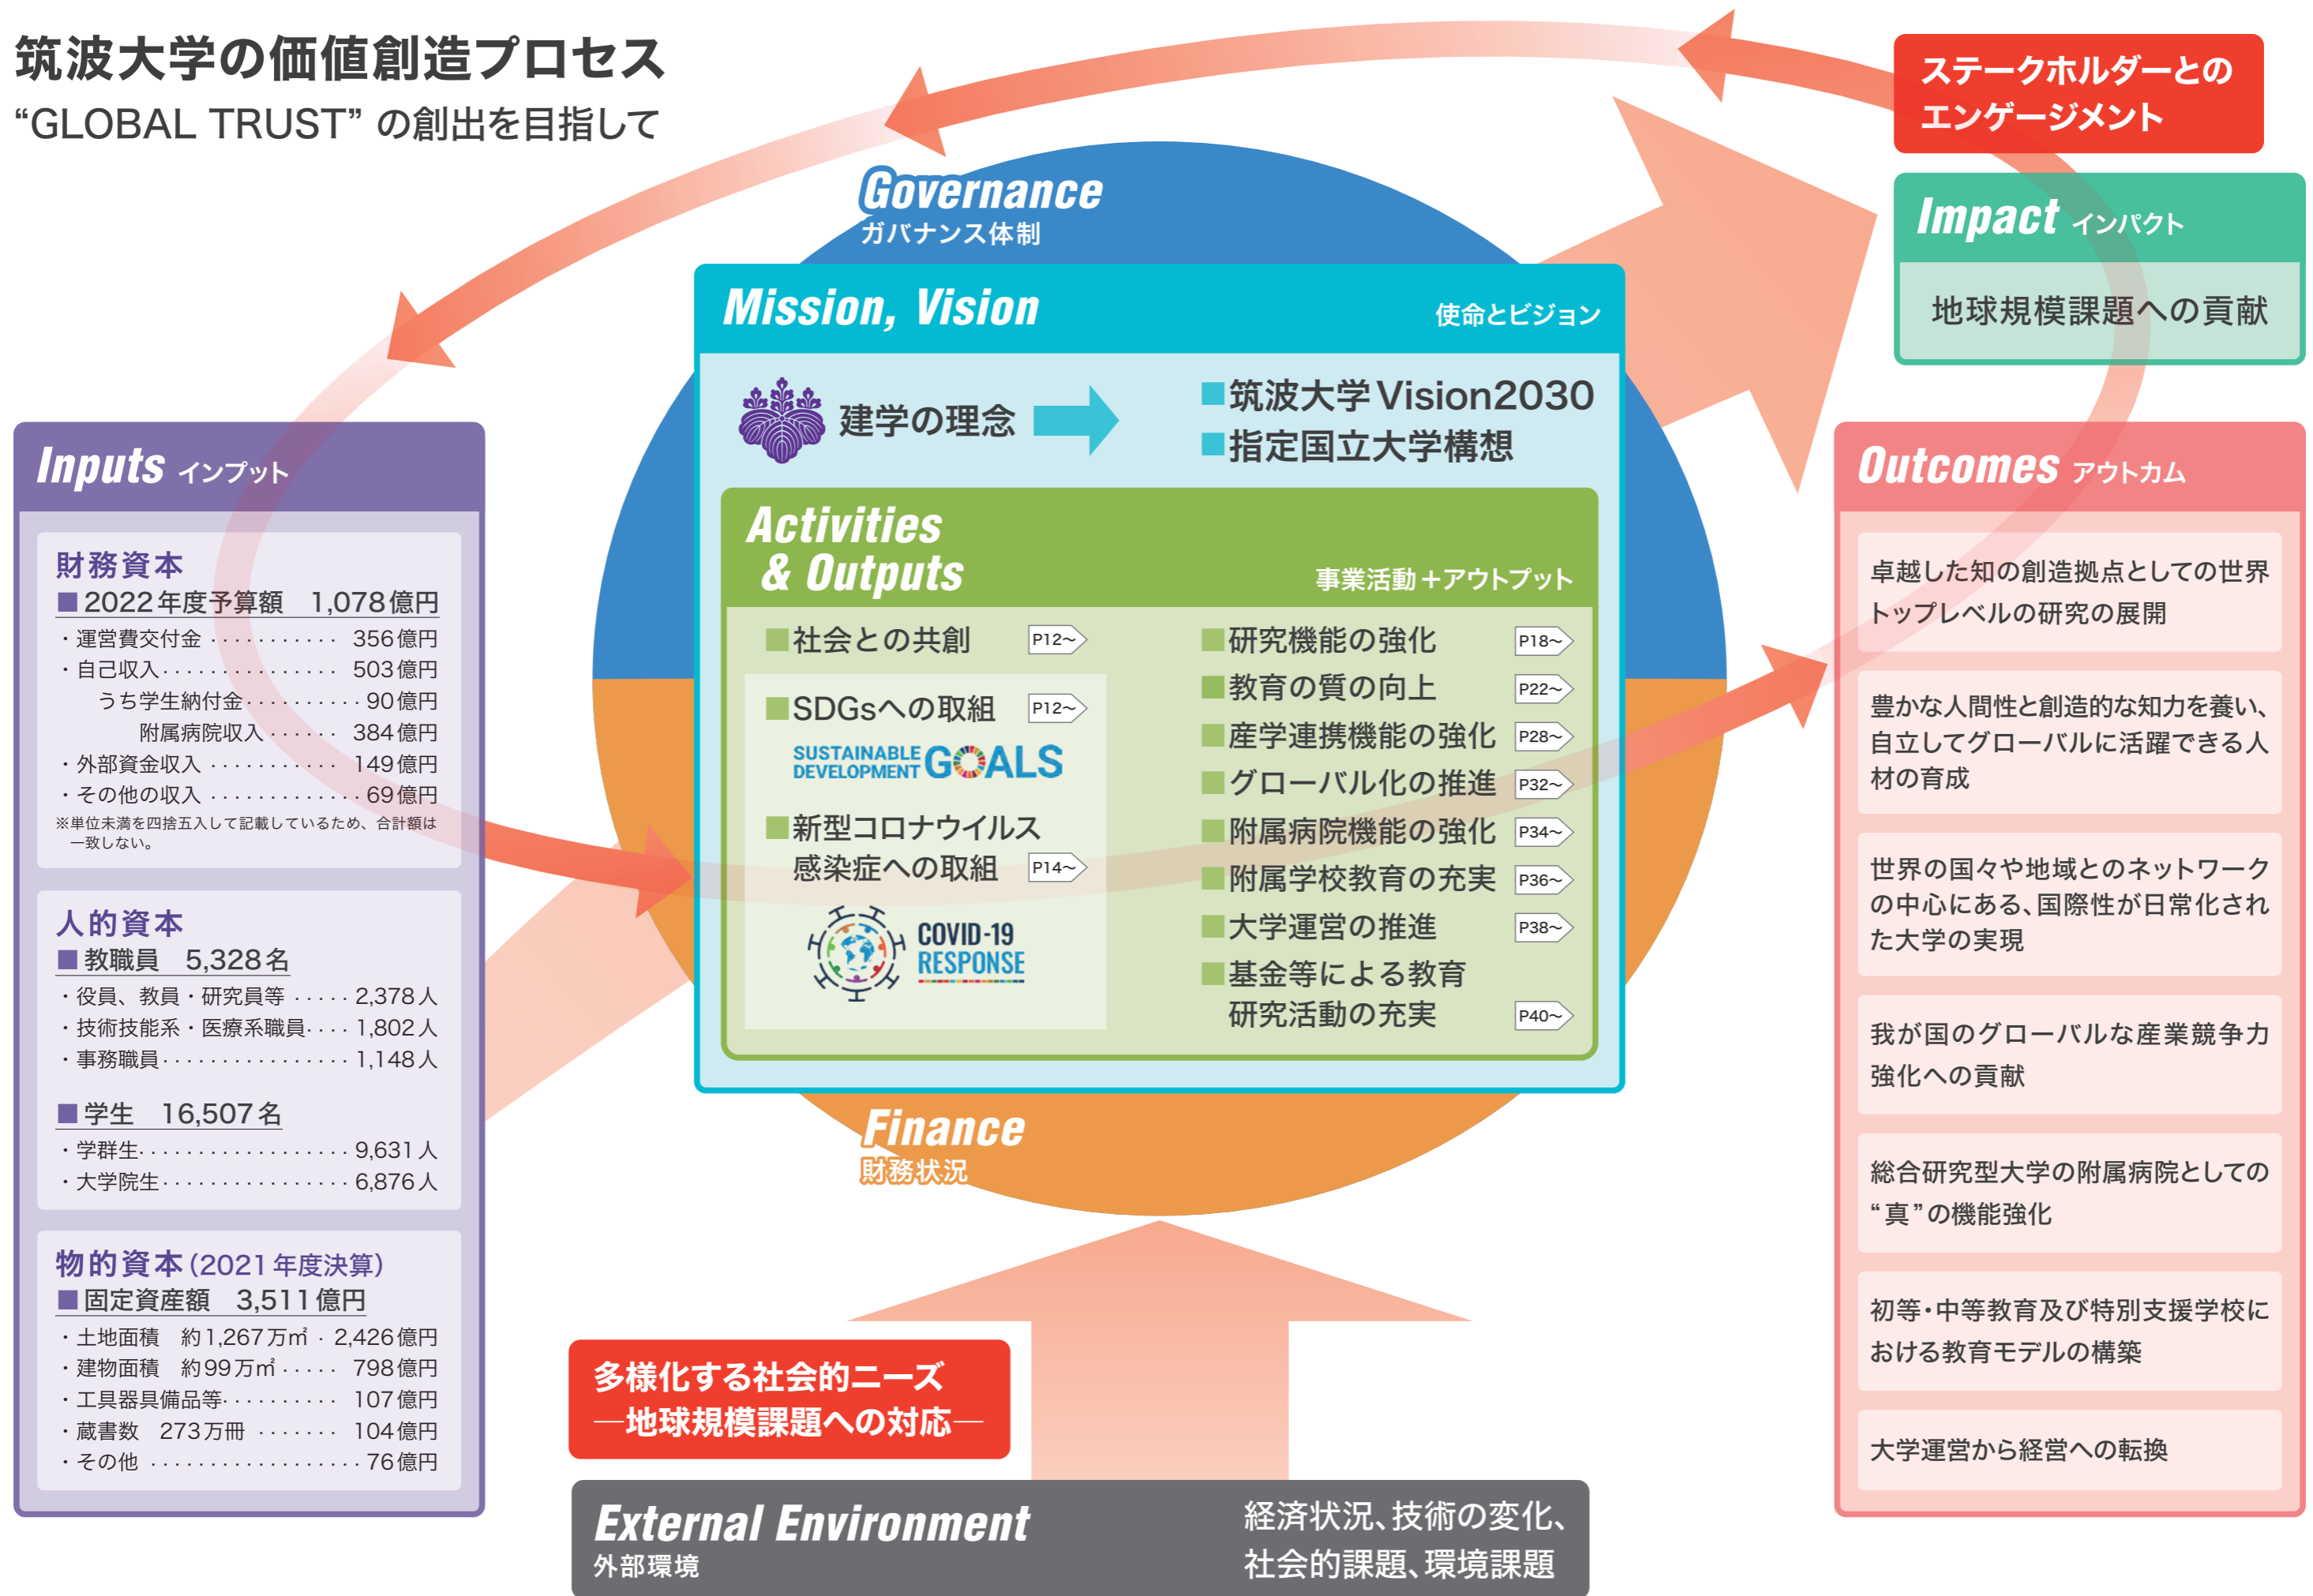 筑波大学の価値創造プロセス
“GLOBAL TRUST” の創出を目指して
ステークホルダーとの
エンゲージメント
Governance
ガバナンス体制
Impact インパクト
地球規模課題への貢献
Mission, Vision 使命とビジョン
建学の理念
■筑波大学 Vision2030
■指定国立大学構想
Inputs インプット
財務資本
■ 2022年度予算額 1,078億円
・運営費交付金 ・・・・・・・・・・・ 356億円
・自己収入・・・・・・・・・・・・・・・ 503億円
うち学生納付金・・・・・・・・・・90億円
附属病院収入・・・・・・ 384億円
・外部資金収入 ・・・・・・・・・・・ 149億円
・その他の収入 ・・・・・・・・・・・・・69億円
※単位未満を四捨五入して記載しているため、合計額は
一致しない。
人的資本
■ 教職員 5,328名
・役員、教員・研究員等 ・・・・・ 2,378人
・技術技能系・医療系職員・・・・ 1,802人
・事務職員・・・・・・・・・・・・・・・・ 1,148人
■ 学生 16,507名
・学群生・・・・・・・・・・・・・・・・・・ 9,631人
・大学院生・・・・・・・・・・・・・・・・ 6,876人
物的資本（2021年度決算）
■ 固定資産額 3,511億円
・土地面積 約1,267万㎡ ・ 2,426億円
・建物面積 約99万㎡ ・・・・・ 798億円
・工具器具備品等・・・・・・・・・・ 107億円
・蔵書数 273万冊 ・・・・・・・ 104億円
・その他 ・・・・・・・・・・・・・・・・・・76億円
Activities
& Outputs 事業活動＋アウトプット
■社会との共創 P12〜
■SDGsへの取組 P12〜
SUSTAINABLE
DEVELOPMENT GOALS
■新型コロナウイルス
感染症への取組 P14〜
COVID-19
RESPONSE
■研究機能の強化 P18〜
■教育の質の向上 P22〜
■産学連携機能の強化 P28〜
■グローバル化の推進 P32〜
■附属病院機能の強化 P34〜
■附属学校教育の充実 P36〜
■大学運営の推進 P38〜
■基金等による教育
研究活動の充実 P40〜
Outcomes アウトカム
卓越した知の創造拠点としての世界
トップレベルの研究の展開
豊かな人間性と創造的な知力を養い、
自立してグローバルに活躍できる人
材の育成
世界の国々や地域とのネットワーク
の中心にある、国際性が日常化され
た大学の実現
我が国のグローバルな産業競争力
強化への貢献
総合研究型大学の附属病院としての
“真”の機能強化
初等・中等教育及び特別支援学校に
おける教育モデルの構築
大学運営から経営への転換
Finance
財務状況
多様化する社会的ニーズ
―地球規模課題への対応―
External Environment
外部環境
経済状況、技術の変化、
社会的課題、環境課題